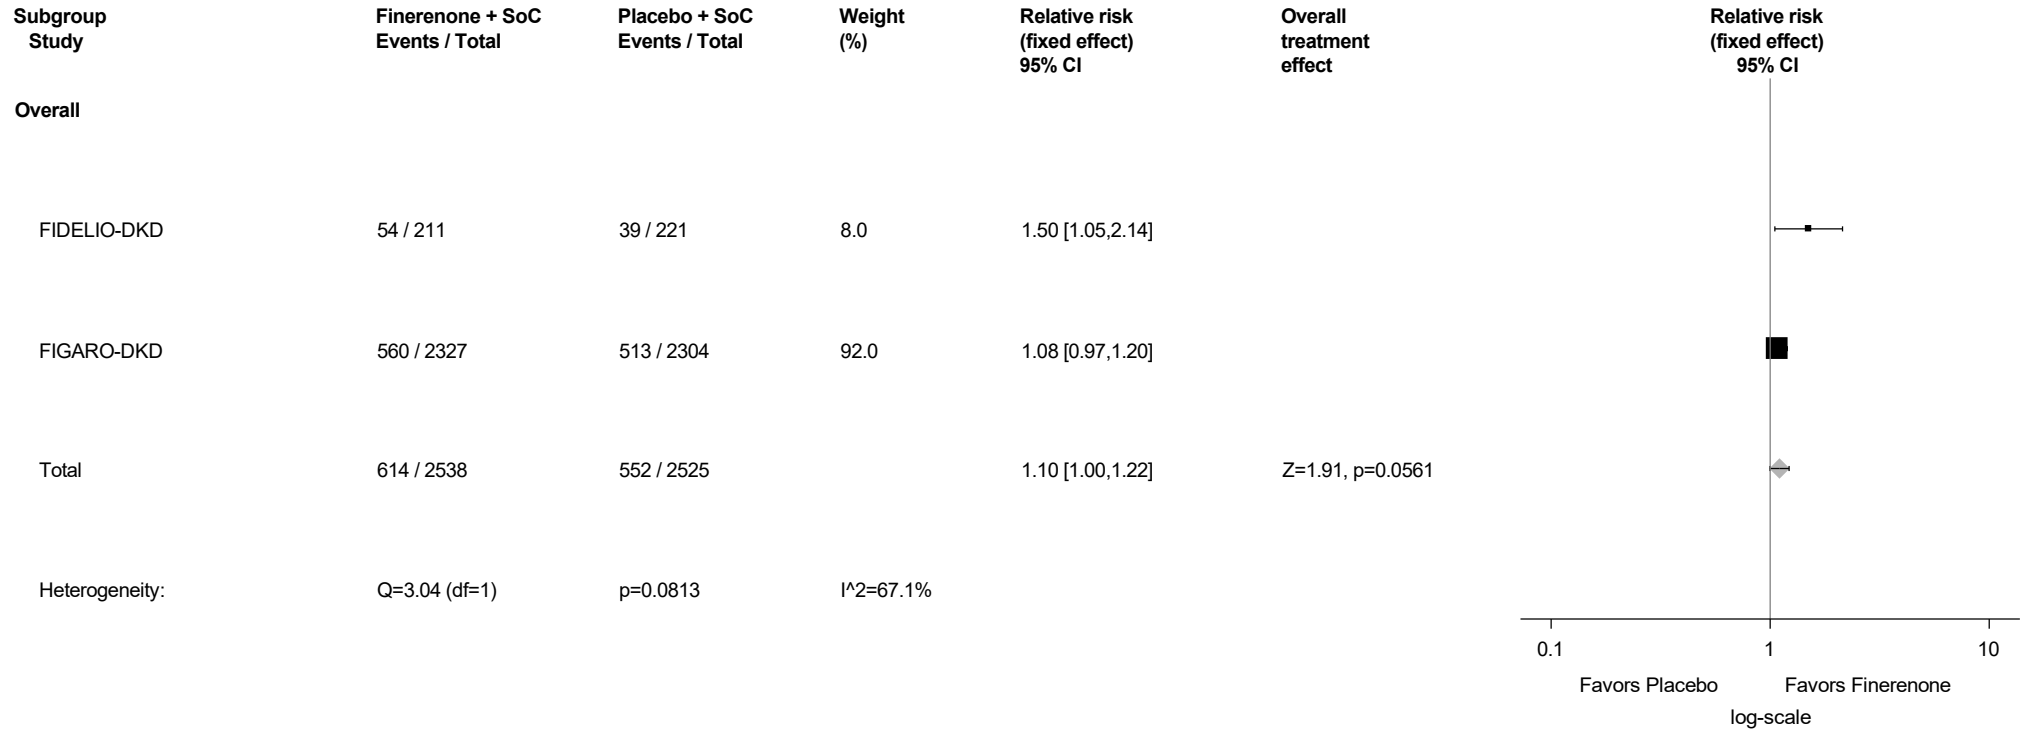 Subgroup Finerenone + SoC Placebo + SoC Weight Relative risk Overall Relative risk
Study Events / Total Events / Total (%) (fixed effect) treatment (fixed effect)
95% CI effect 95% CI
Overall
FIDELIO-DKD 54 / 211 39 / 221 8.0 1.50 [1.05,2.14]
FIGARO-DKD 560 / 2327 513 / 2304 92.0 1.08 [0.97,1.20]
Total 614 / 2538 552 / 2525 1.10 [1.00,1.22] Z=1.91, p=0.0561
Heterogeneity: Q=3.04 (df=1) p=0.0813 I^2=67.1%
0.1 1 10
Favors Placebo Favors Finerenone
log-scale